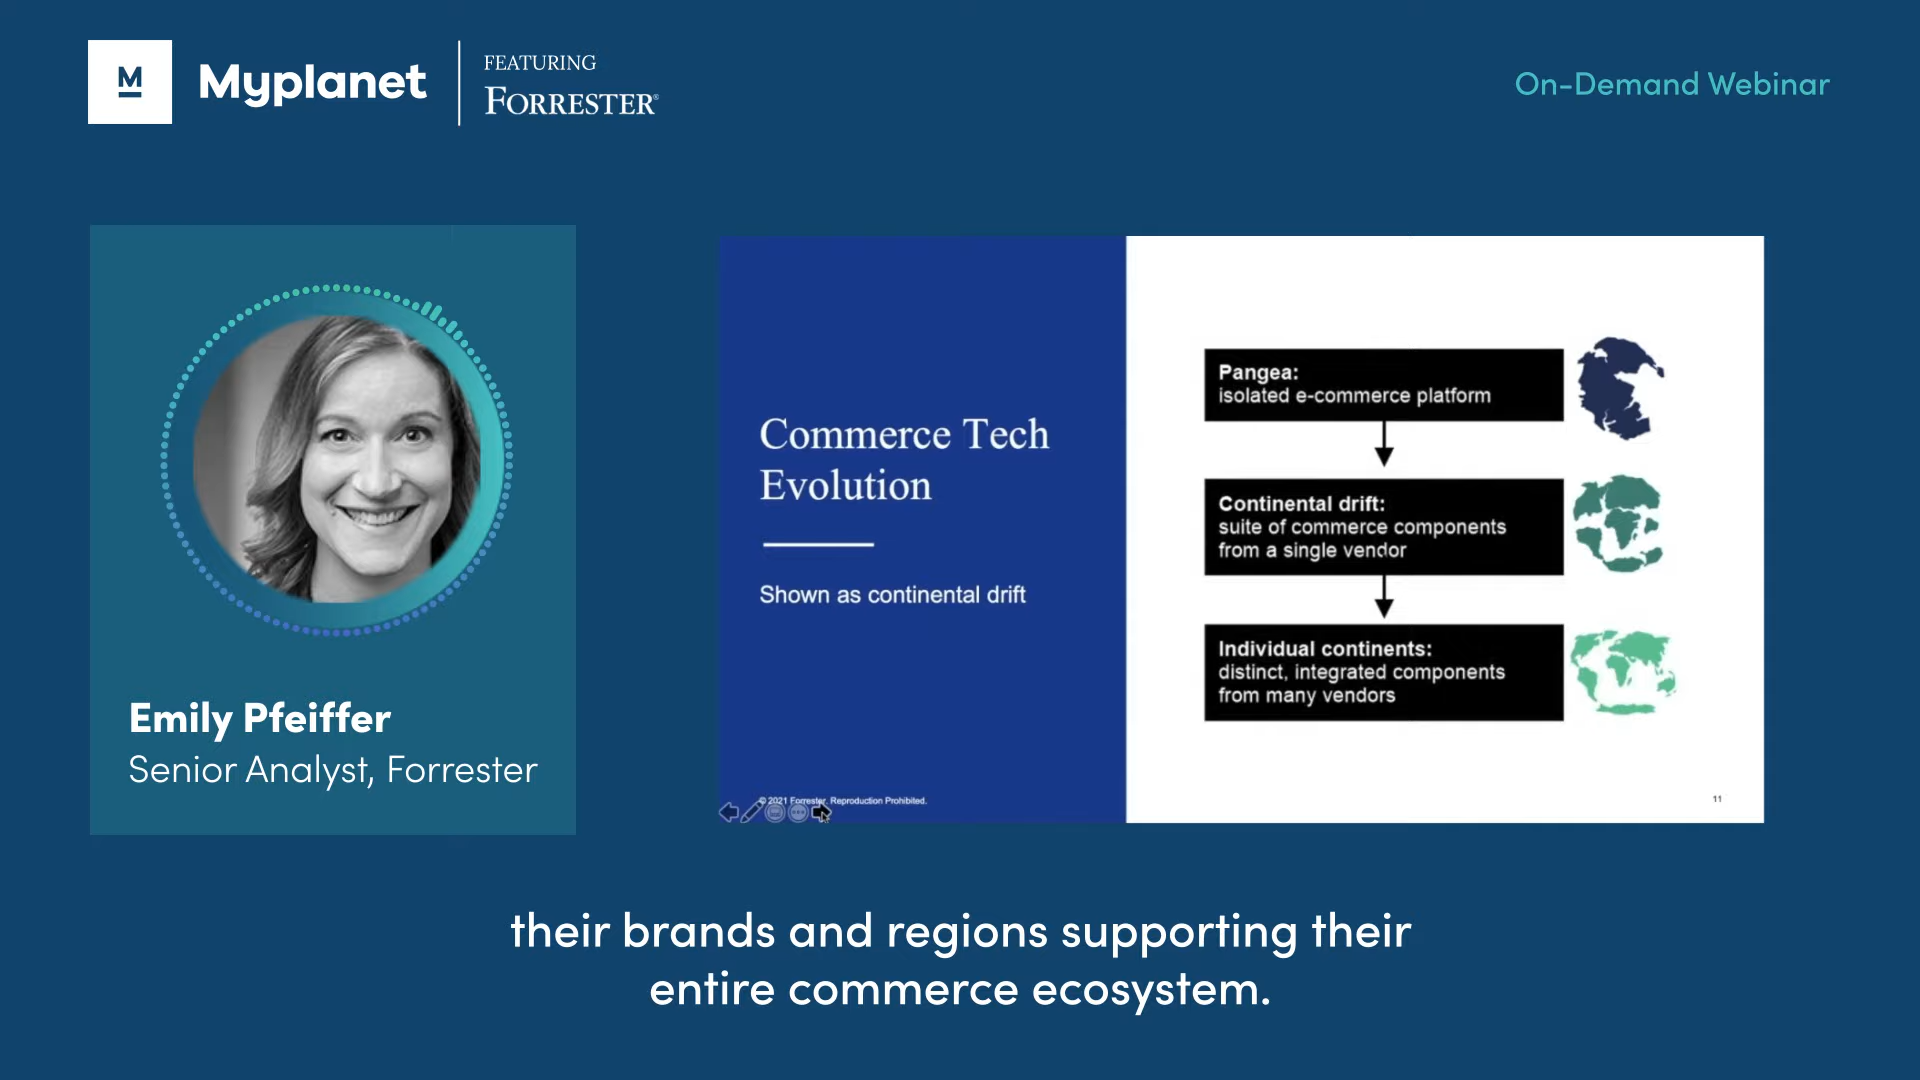 M
Myplanet
FEATURING
FORRESTER®
On-Demand Webinar
Emily Pfeiffer
Senior Analyst, Forrester
Commerce Tech
Evolution
Shown as continental drift
© 2021 Forrester. Reproduction Prohibited.
Pangea:
isolated e-commerce platform
Continental drift:
suite of commerce components
from a single vendor
Individual continents:
distinct, integrated components
from many vendors
11
their brands and regions supporting their
entire commerce ecosystem.